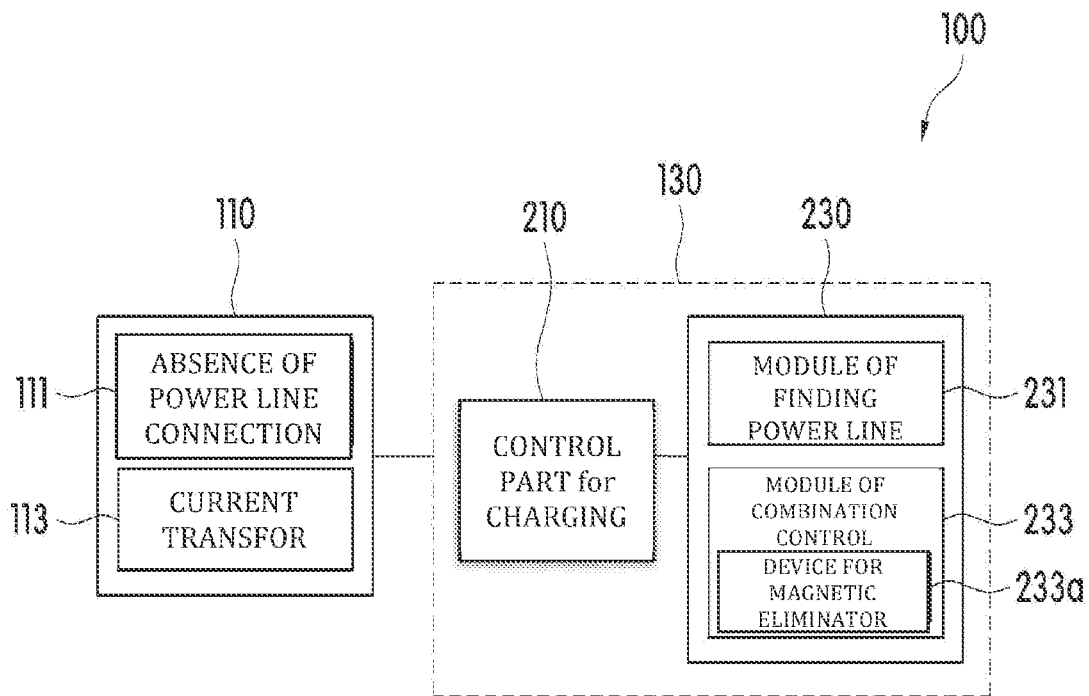 100
130
110
210
230
111
ABSENCE OF
POWER LINE
CONNECTION
113
CURRENT
TRANSFOR
CONTROL
PART for
CHARGING
MODULE OF
FINDING
POWER LINE
231
MODULE OF
COMBINATION
CONTROL
233
DEVICE FOR
MAGNETIC
ELIMINATOR
233a